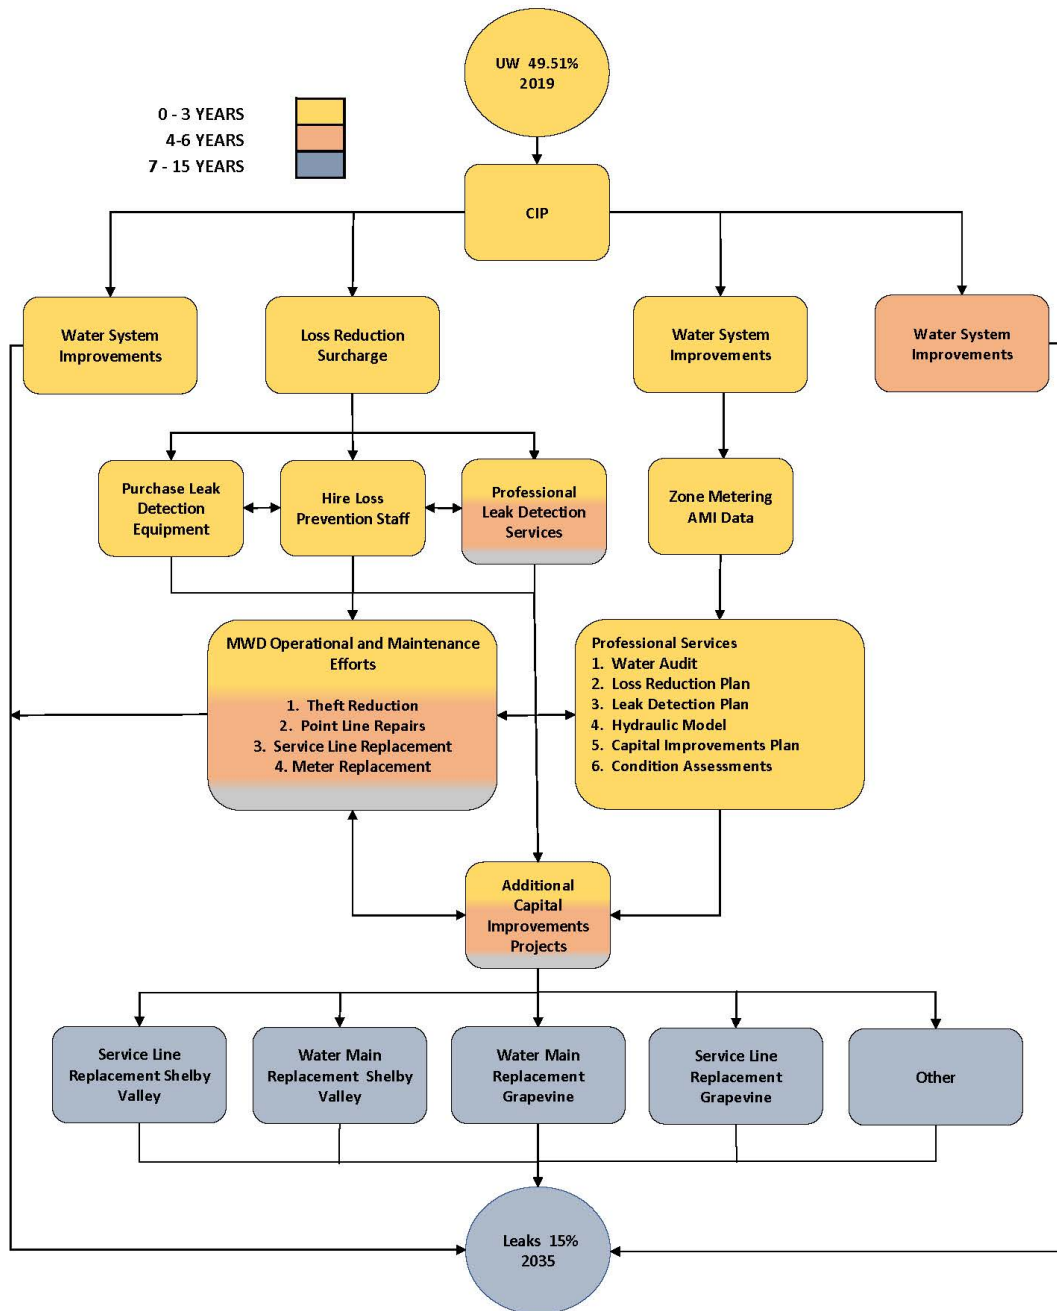 UW 49.51%
2019
0 - 3 YEARS
4-6 YEARS
7 - 15 YEARS
CIP
Water System
Improvements
Loss Reduction
Surcharge
Water System
Improvements
Water System
Improvements
Purchase Leak
Detection
Equipment
Hire Loss
Prevention Staff
Professional
Leak Detection
Services
Zone Metering
AMI Data
MWD Operational and Maintenance
Efforts
1. Theft Reduction
2. Point Line Repairs
3. Service Line Replacement
4. Meter Replacement
Professional Services
1. Water Audit
2. Loss Reduction Plan
3. Leak Detection Plan
4. Hydraulic Model
5. Capital Improvements Plan
6. Condition Assessments
Additional
Capital
Improvements
Projects
Service Line
Replacement Shelby
Valley
Water Main
Replacement Shelby
Valley
Water Main
Replacement
Grapevine
Service Line
Replacement
Grapevine
Other
Leaks 15%
2035